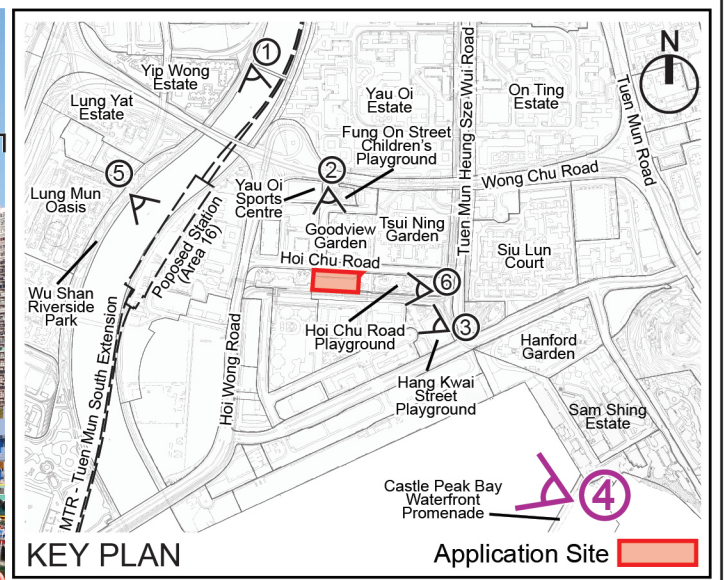 N
1
Yip Wong
Estate
Lung Yat
Estate
Yau Oi
Estate
On Ting
Estate
Tuen Mun Heung Sze Wui Road
Tuen Mun Road
Fung On Street
Children's
Playground
5
2
Lung Mun
Oasis
Yau Oi
Sports
Centre
Wong Chu Road
Poposed Station
(Area 16)
Goodview
Garden
Tsui Ning
Garden
Siu Lun
Court
Hoi Chu Road
6
Wu Shan
Riverside
Park
Hoi Chu Road
Playground
3
Hoi Wong Road
Hanford
Garden
Hang Kwai
Street
Playground
Sam Shing
Estate
MTR - Tuen Mun South Extension
Castle Peak Bay
Waterfront
Promenade
4
KEY PLAN
Application Site